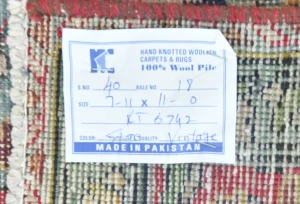 KC
HAND KNOTTED WOOLLEN
CARPETS & RUGS
100% Wool Pile
S NO. 40 BALE NO. 18
SIZE 7-11 x 11-0
KT 6742
COLOR: QUALITY. Vintage
MADE IN PAKISTAN